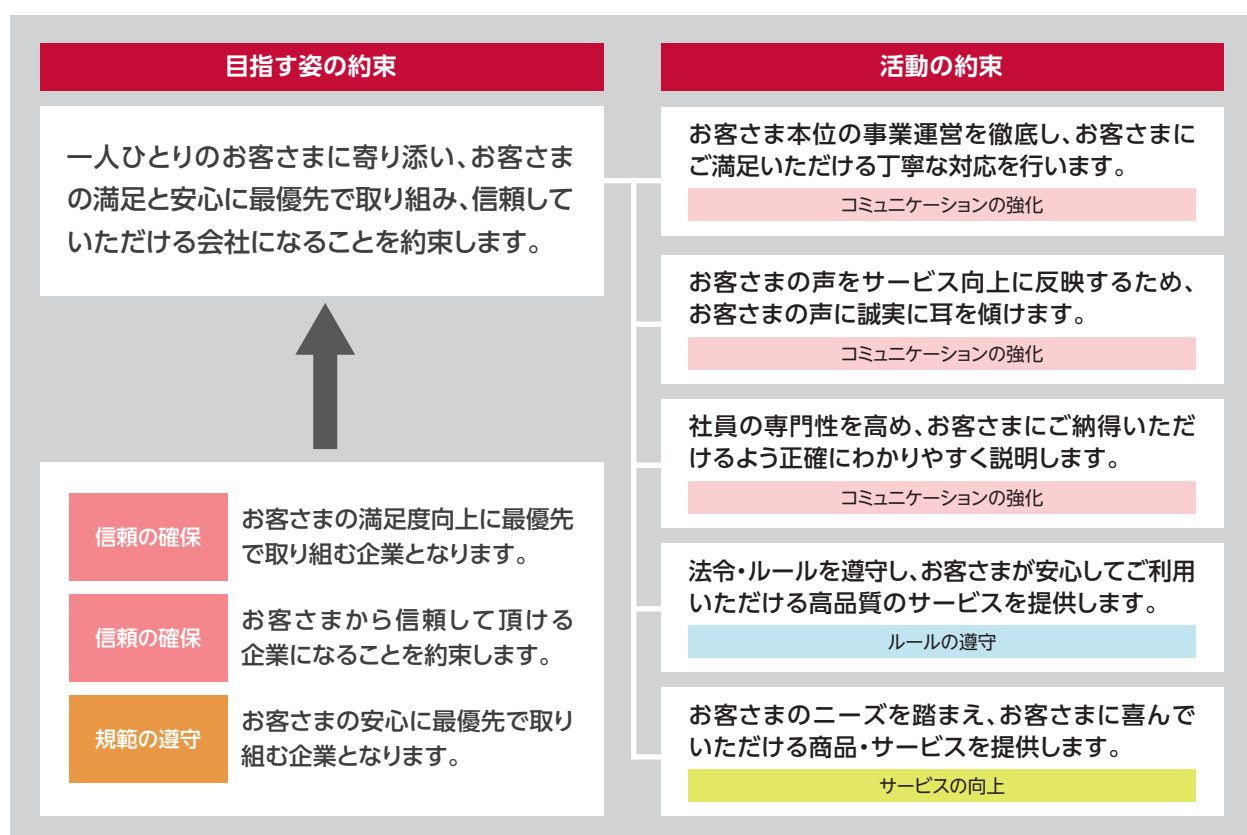 目指す姿の約束
一人ひとりのお客さまに寄り添い、お客さま
の満足と安心に最優先で取り組み、信頼して
いただける会社になることを約束します。
信頼の確保
お客さまの満足度向上に最優先
で取り組む企業となります。
信頼の確保
お客さまから信頼して頂ける
企業になることを約束します。
規範の遵守
お客さまの安心に最優先で取り
組む企業となります。
活動の約束
お客さま本位の事業運営を徹底し、お客さまに
ご満足いただける丁寧な対応を行います。
コミュニケーションの強化
お客さまの声をサービス向上に反映するため、
お客さまの声に誠実に耳を傾けます。
コミュニケーションの強化
社員の専門性を高め、お客さまにご納得いただ
けるよう正確にわかりやすく説明します。
コミュニケーションの強化
法令・ルールを遵守し、お客さまが安心してご利用
いただける高品質のサービスを提供します。
ルールの遵守
お客さまのニーズを踏まえ、お客さまに喜んで
いただける商品・サービスを提供します。
サービスの向上